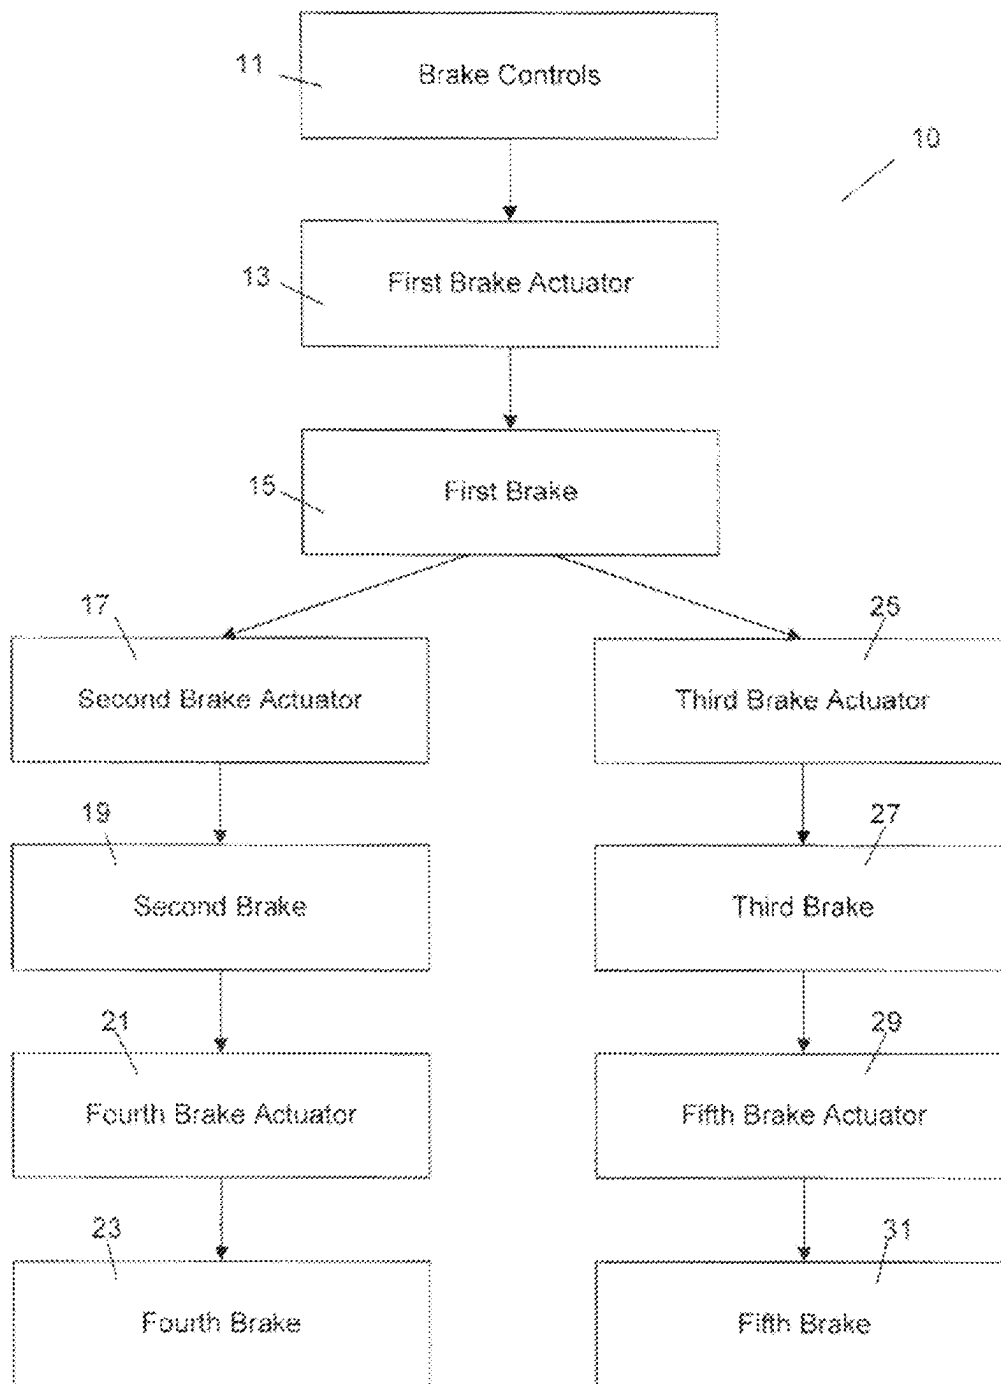 11
Brake Controls
10
13
First Brake Actuator
15
First Brake
17
25
Second Brake Actuator
Third Brake Actuator
19
27
Second Brake
Third Brake
21
29
Fourth Brake Actuator
Fifth Brake Actuator
23
31
Fourth Brake
Fifth Brake